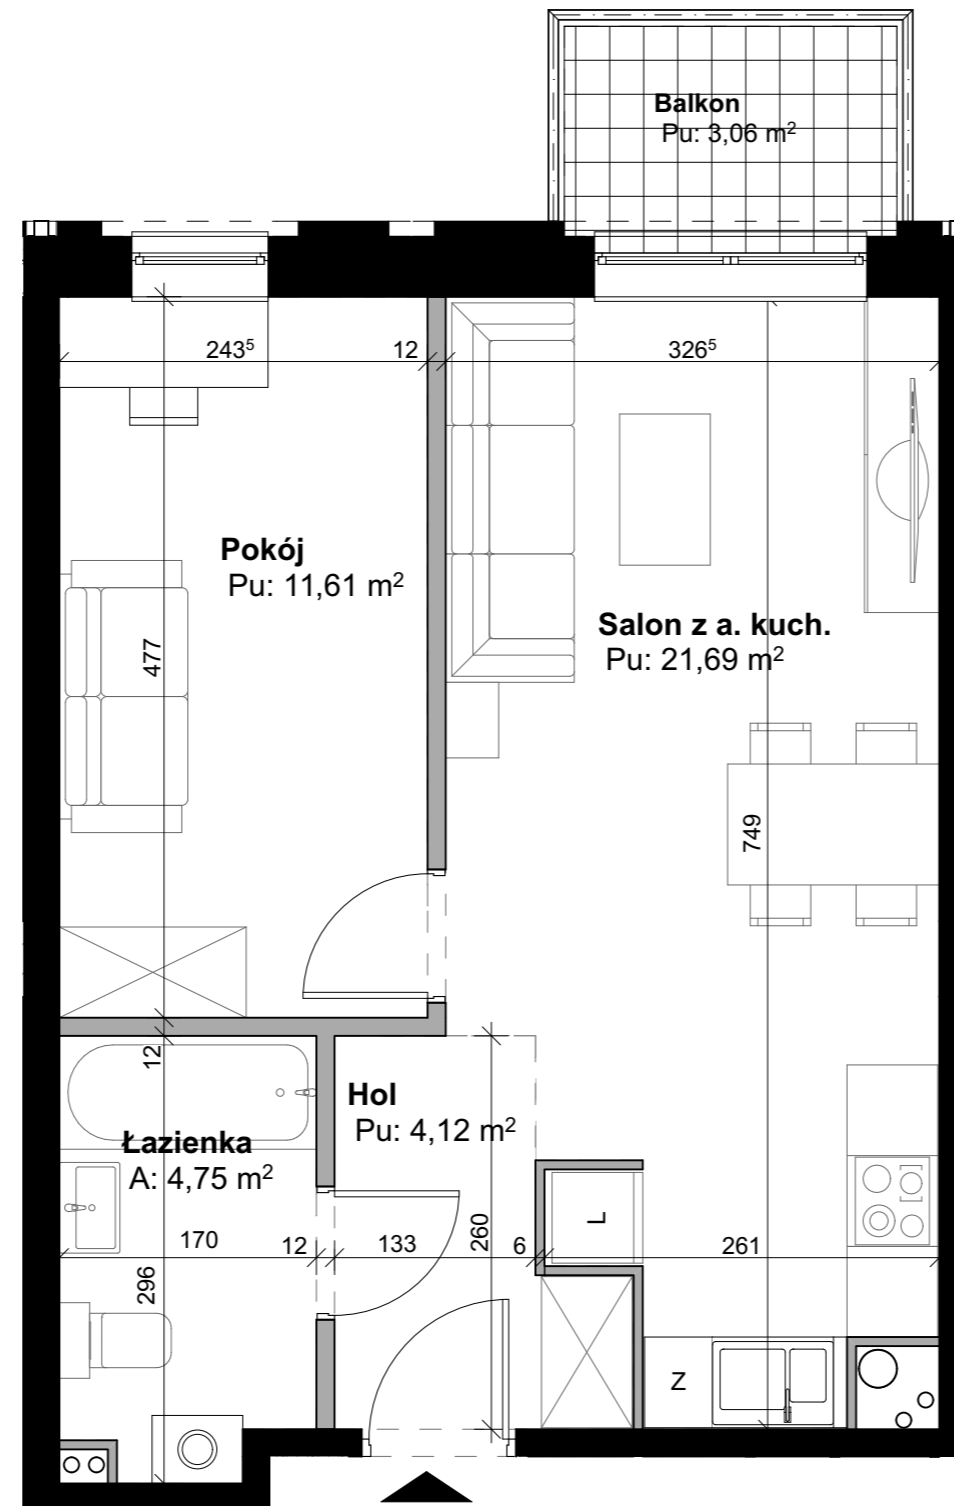 Balkon
Pu: 3,06 m²
243⁵
12
326⁵
Pokój
Pu: 11,61 m²
477
Salon z a. kuch.
Pu: 21,69 m²
749
12
Hol
Pu: 4,12 m²
Łazienka
A: 4,75 m²
L
170
12
133
260
6
261
296
Z